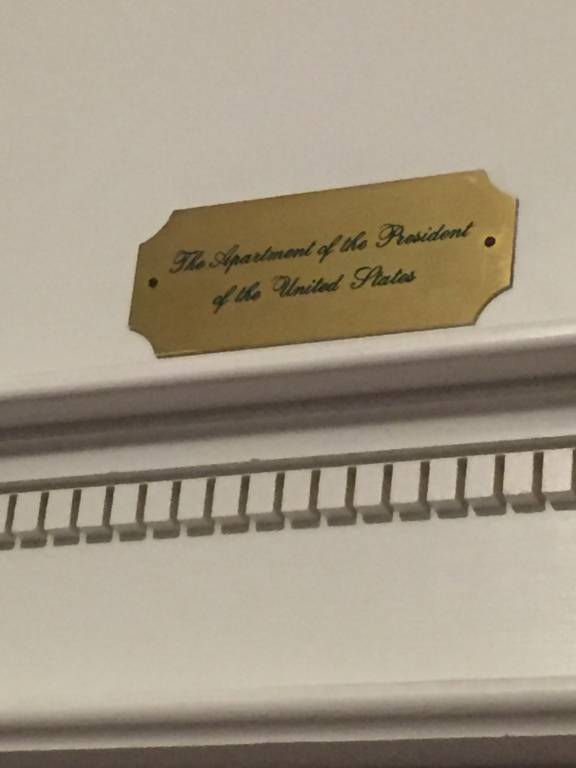 The Apartment of the President
of the United States